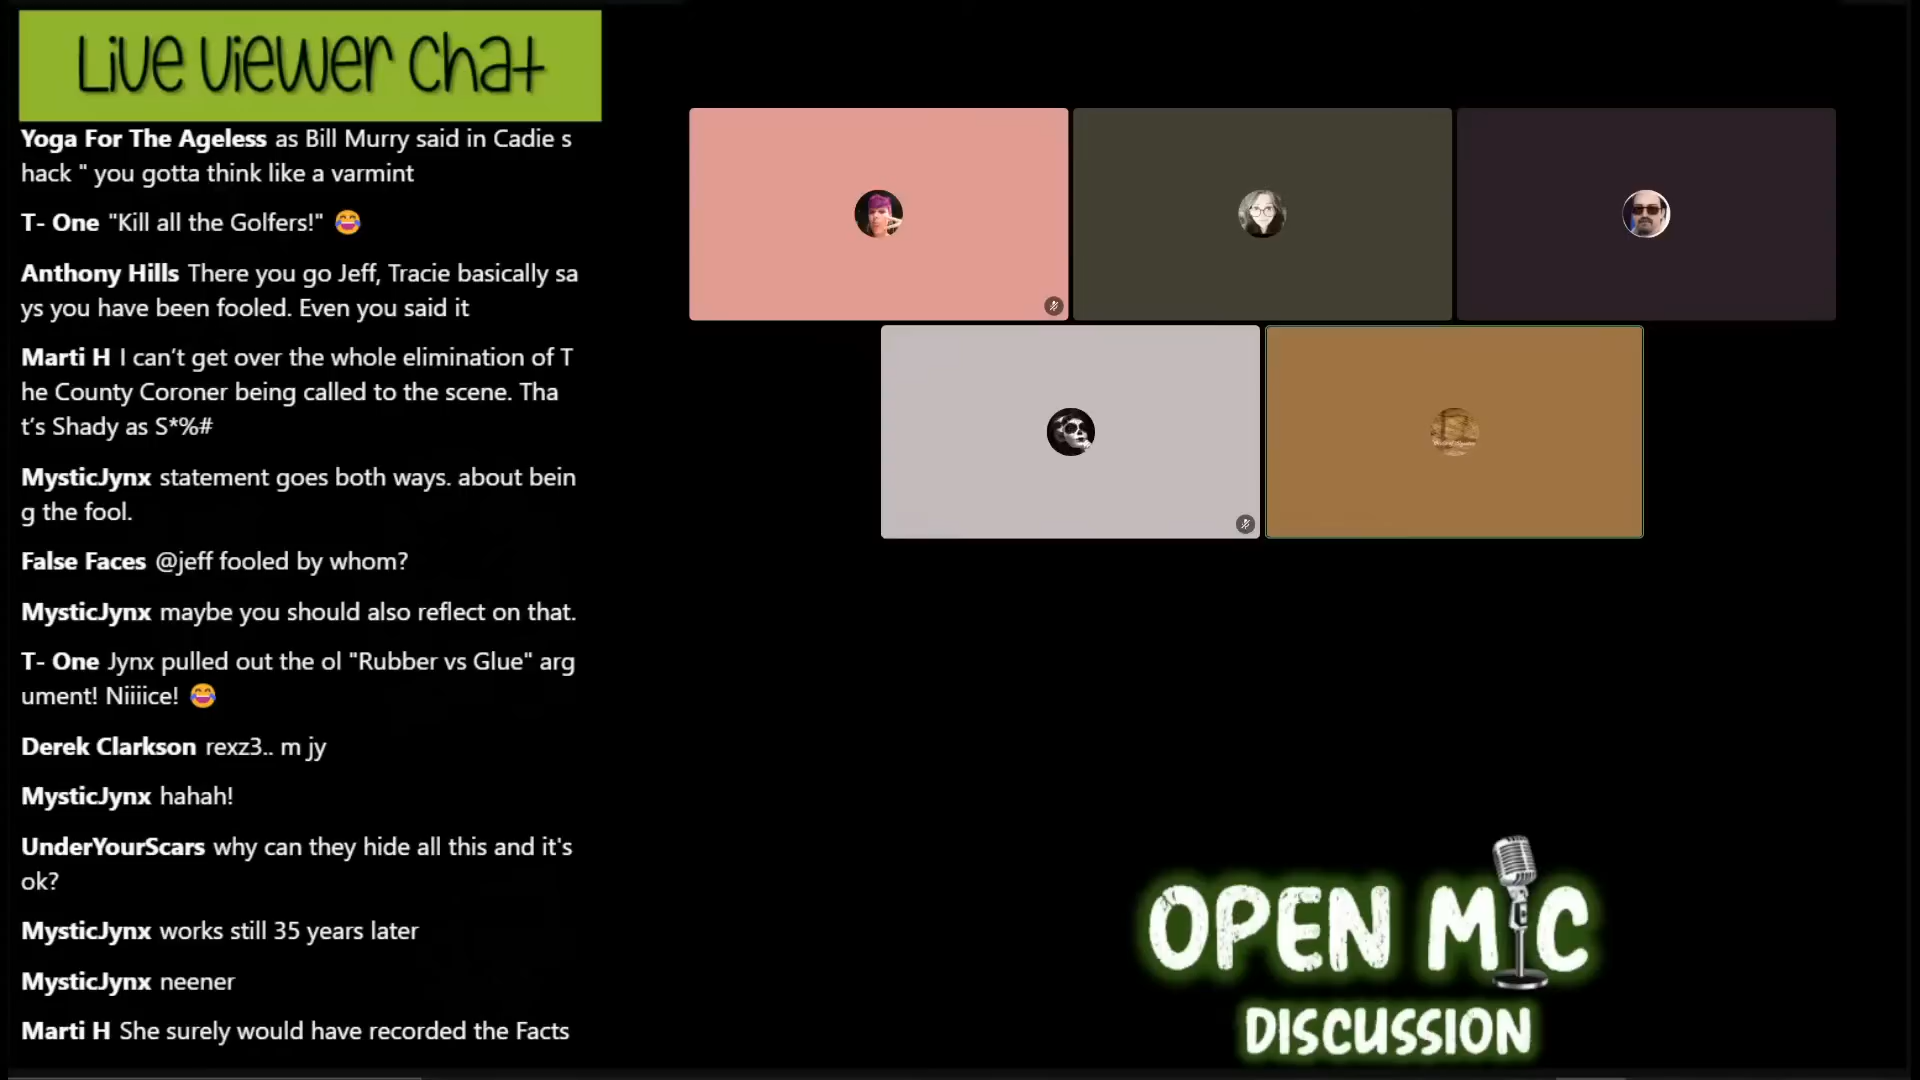 Live Viewer Chat
Yoga For The Ageless as Bill Murry said in Cadie s
hack " you gotta think like a varmint
T- One "Kill all the Golfers!" 😂
Anthony Hills There you go Jeff, Tracie basically sa
ys you have been fooled. Even you said it
Marti H I can’t get over the whole elimination of T
he County Coroner being called to the scene. Tha
t’s Shady as S*%#
MysticJynx statement goes both ways. about bein
g the fool.
False Faces @jeff fooled by whom?
MysticJynx maybe you should also reflect on that.
T- One Jynx pulled out the ol "Rubber vs Glue" arg
ument! Niiiice! 😂
Derek Clarkson rexz3.. m jy
MysticJynx hahah!
UnderYourScars why can they hide all this and it's
ok?
MysticJynx works still 35 years later
MysticJynx neener
Marti H She surely would have recorded the Facts
OPEN MIC
DISCUSSION